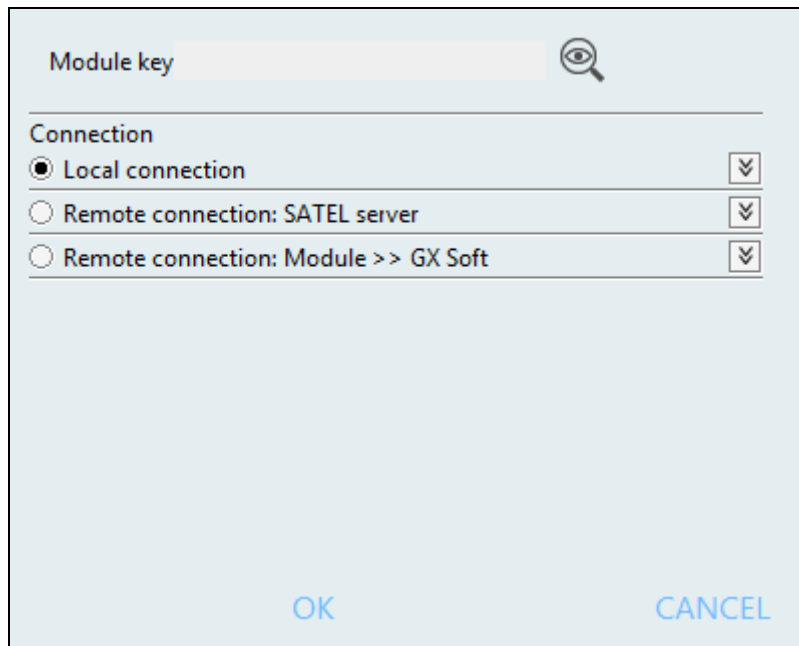 Module key
Connection
Local connection
Remote connection: SATEL server
Remote connection: Module >> GX Soft
OK CANCEL